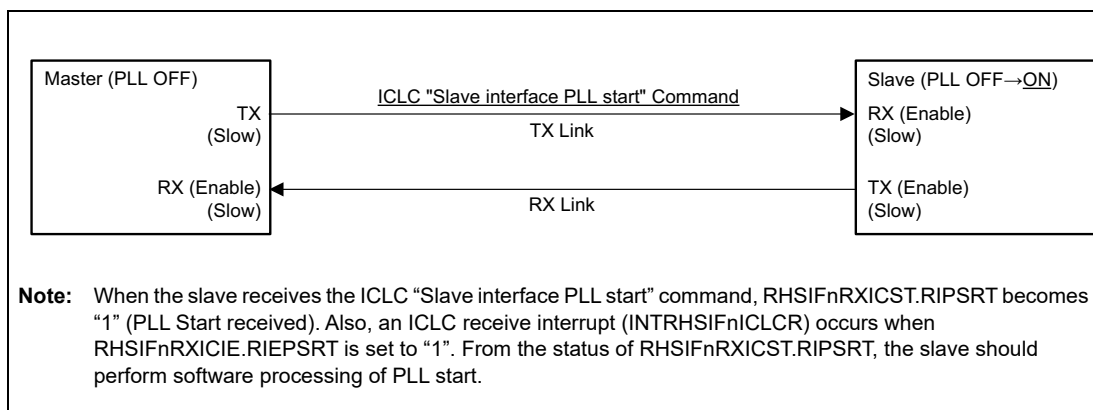 Master (PLL OFF)
TX
(Slow)
RX (Enable)
(Slow)
ICLC "Slave interface PLL start" Command
TX Link
RX Link
Slave (PLL OFF→ON)
RX (Enable)
(Slow)
TX (Enable)
(Slow)
Note: When the slave receives the ICLC “Slave interface PLL start” command, RHSIFnRXICST.RIPSRT becomes
“1” (PLL Start received). Also, an ICLC receive interrupt (INTRHSIFnICLCR) occurs when
RHSIFnRXICIE.RIEPSRT is set to “1”. From the status of RHSIFnRXICST.RIPSRT, the slave should
perform software processing of PLL start.